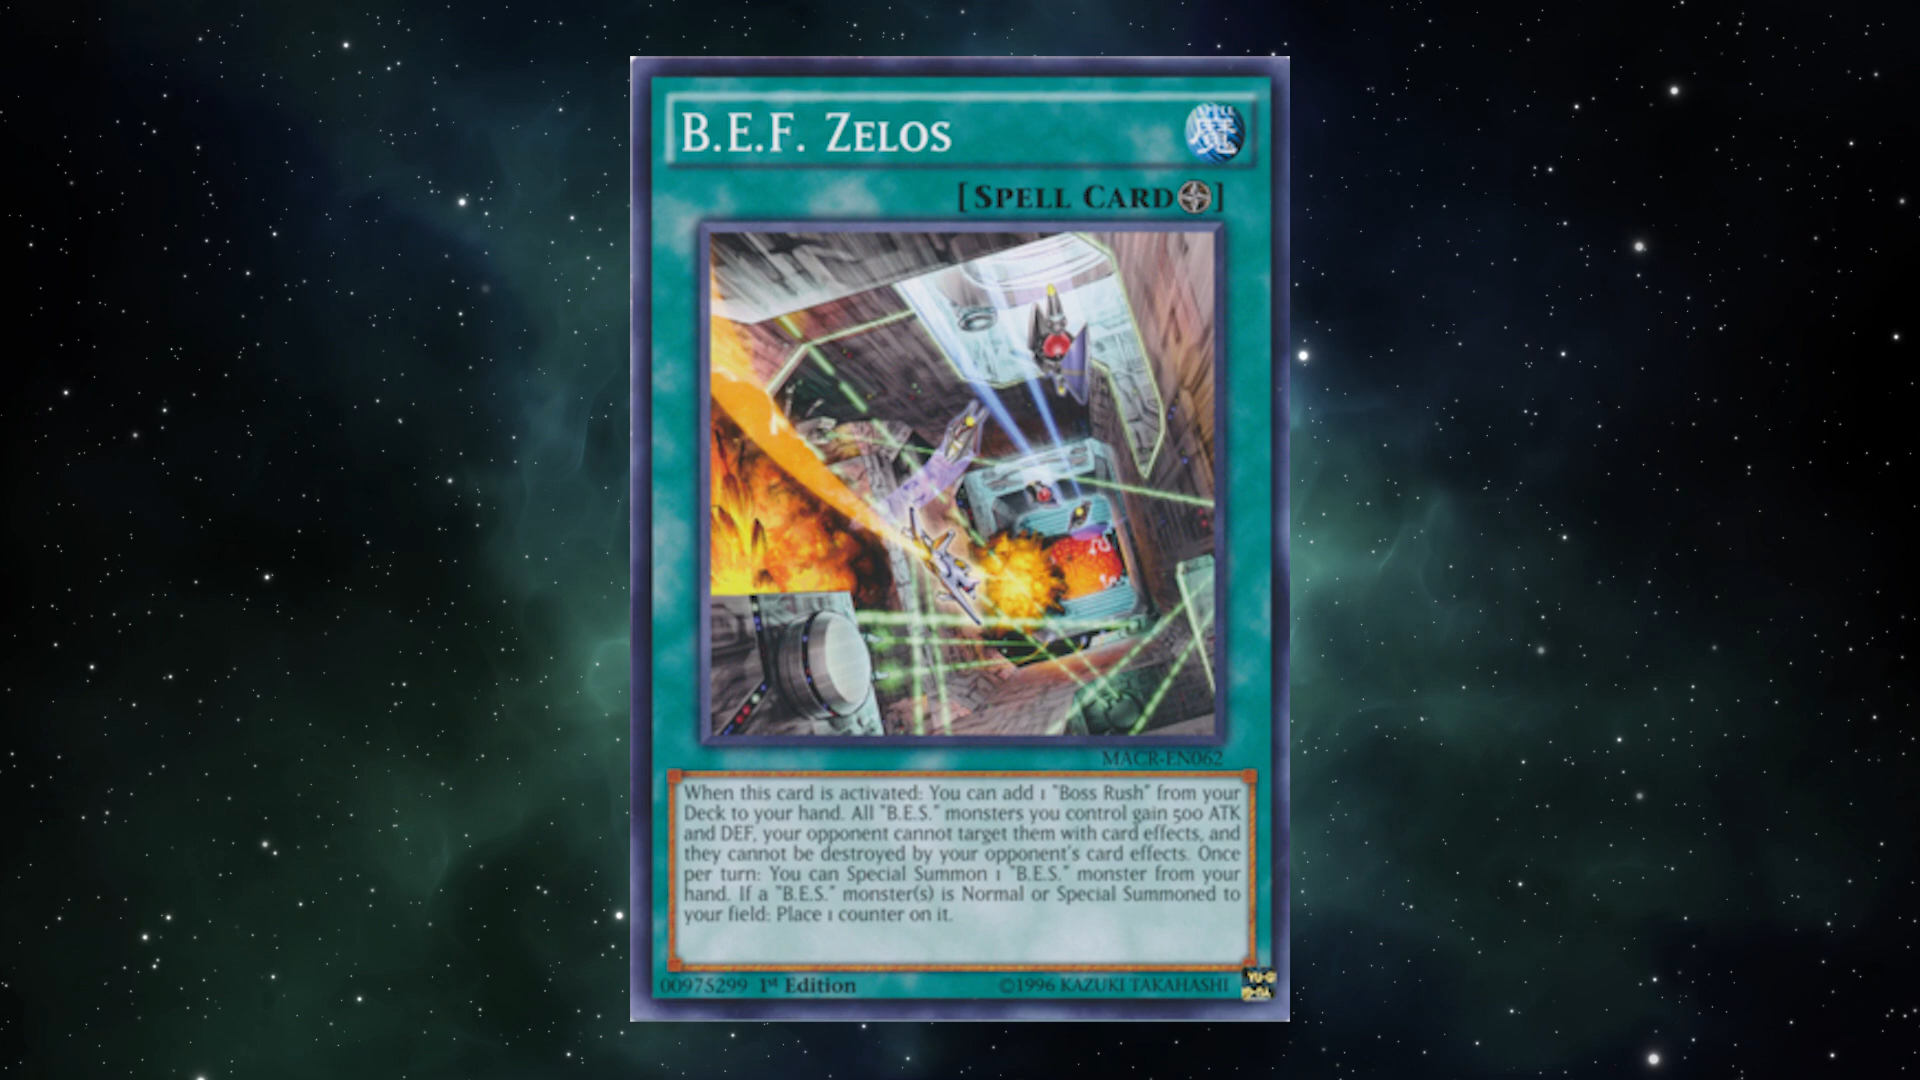 B.E.F. ZELOS
魔
[SPELL CARD]
MACR-EN062
When this card is activated: You can add 1 "Boss Rush" from your
Deck to your hand. All "B.E.S." monsters you control gain 500 ATK
and DEF, your opponent cannot target them with card effects, and
they cannot be destroyed by your opponent's card effects. Once
per turn: You can Special Summon 1 "B.E.S." monster from your
hand. If a "B.E.S." monster(s) is Normal or Special Summoned to
your field: Place 1 counter on it.
00975299 1st Edition ©1996 KAZUKI TAKAHASHI